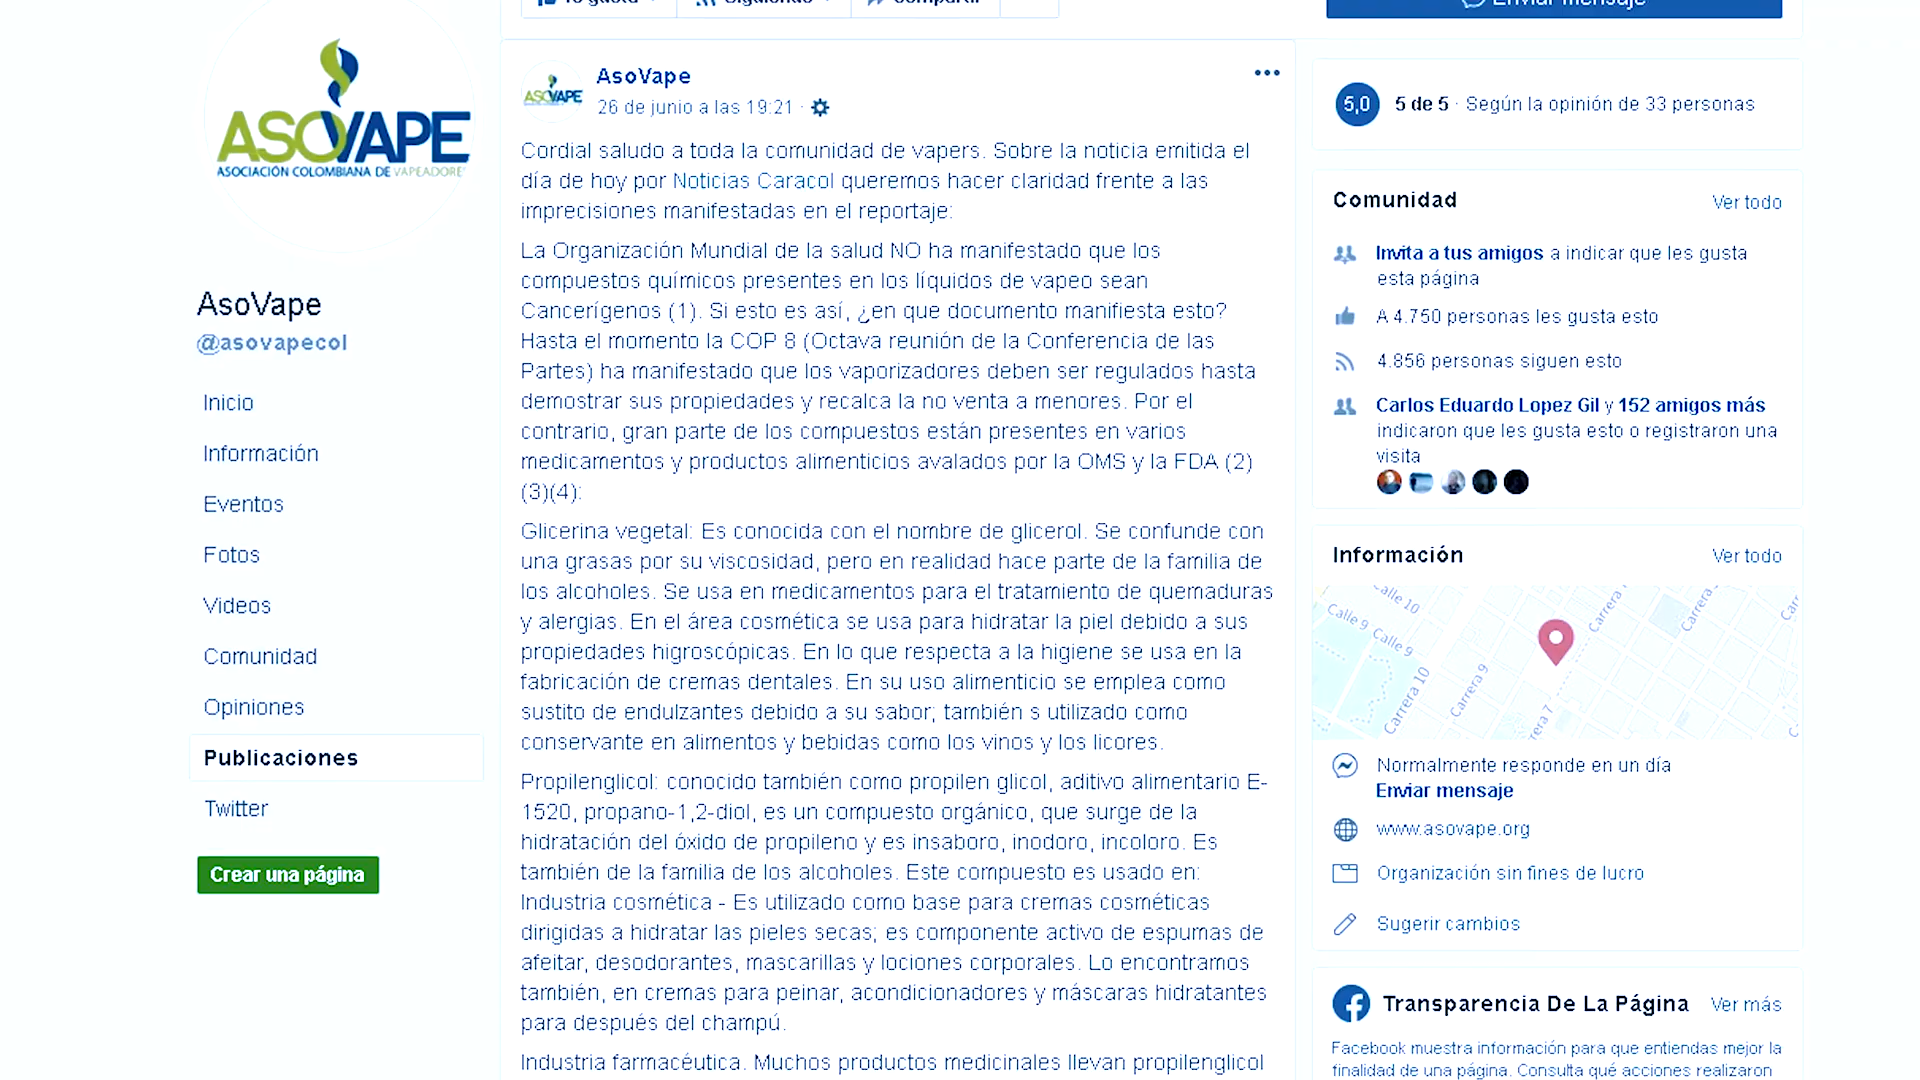 Te gusta
Siguiendo
Compartir
Enviar mensaje
ASOVAPE
ASOCIACIÓN COLOMBIANA DE VAPEADORE
AsoVape
@asovapecol
Inicio
Información
Eventos
Fotos
Videos
Comunidad
Opiniones
Publicaciones
Twitter
Crear una página
ASOVAPE
AsoVape
26 de junio a las 19:21 ·
Cordial saludo a toda la comunidad de vapers. Sobre la noticia emitida el
día de hoy por Noticias Caracol queremos hacer claridad frente a las
imprecisiones manifestadas en el reportaje:
La Organización Mundial de la salud NO ha manifestado que los
compuestos químicos presentes en los líquidos de vapeo sean
Cancerígenos (1). Si esto es así, ¿en que documento manifiesta esto?
Hasta el momento la COP 8 (Octava reunión de la Conferencia de las
Partes) ha manifestado que los vaporizadores deben ser regulados hasta
demostrar sus propiedades y recalca la no venta a menores. Por el
contrario, gran parte de los compuestos están presentes en varios
medicamentos y productos alimenticios avalados por la OMS y la FDA (2)
(3)(4):
Glicerina vegetal: Es conocida con el nombre de glicerol. Se confunde con
una grasas por su viscosidad, pero en realidad hace parte de la familia de
los alcoholes. Se usa en medicamentos para el tratamiento de quemaduras
y alergias. En el área cosmética se usa para hidratar la piel debido a sus
propiedades higroscópicas. En lo que respecta a la higiene se usa en la
fabricación de cremas dentales. En su uso alimenticio se emplea como
sustito de endulzantes debido a su sabor; también s utilizado como
conservante en alimentos y bebidas como los vinos y los licores.
Propilenglicol: conocido también como propilen glicol, aditivo alimentario E-
1520, propano-1,2-diol, es un compuesto orgánico, que surge de la
hidratación del óxido de propileno y es insaboro, inodoro, incoloro. Es
también de la familia de los alcoholes. Este compuesto es usado en:
Industria cosmética - Es utilizado como base para cremas cosméticas
dirigidas a hidratar las pieles secas; es componente activo de espumas de
afeitar, desodorantes, mascarillas y lociones corporales. Lo encontramos
también, en cremas para peinar, acondicionadores y máscaras hidratantes
para después del champú.
Industria farmacéutica. Muchos productos medicinales llevan propilenglicol
5,0
5 de 5 · Según la opinión de 33 personas
Comunidad
Ver todo
Invita a tus amigos a indicar que les gusta
esta página
A 4.750 personas les gusta esto
4.856 personas siguen esto
Carlos Eduardo Lopez Gil y 152 amigos más
indicaron que les gusta esto o registraron una
visita
Información
Ver todo
Calle 10
Calle 9
Calle 9
Carrera 10
Carrera 9
Carrera 7
Carrera
Carrera
Normalmente responde en un día
Enviar mensaje
www.asovape.org
Organización sin fines de lucro
Sugerir cambios
Transparencia De La Página
Ver más
Facebook muestra información para que entiendas mejor la
finalidad de una página. Consulta qué acciones realizaron